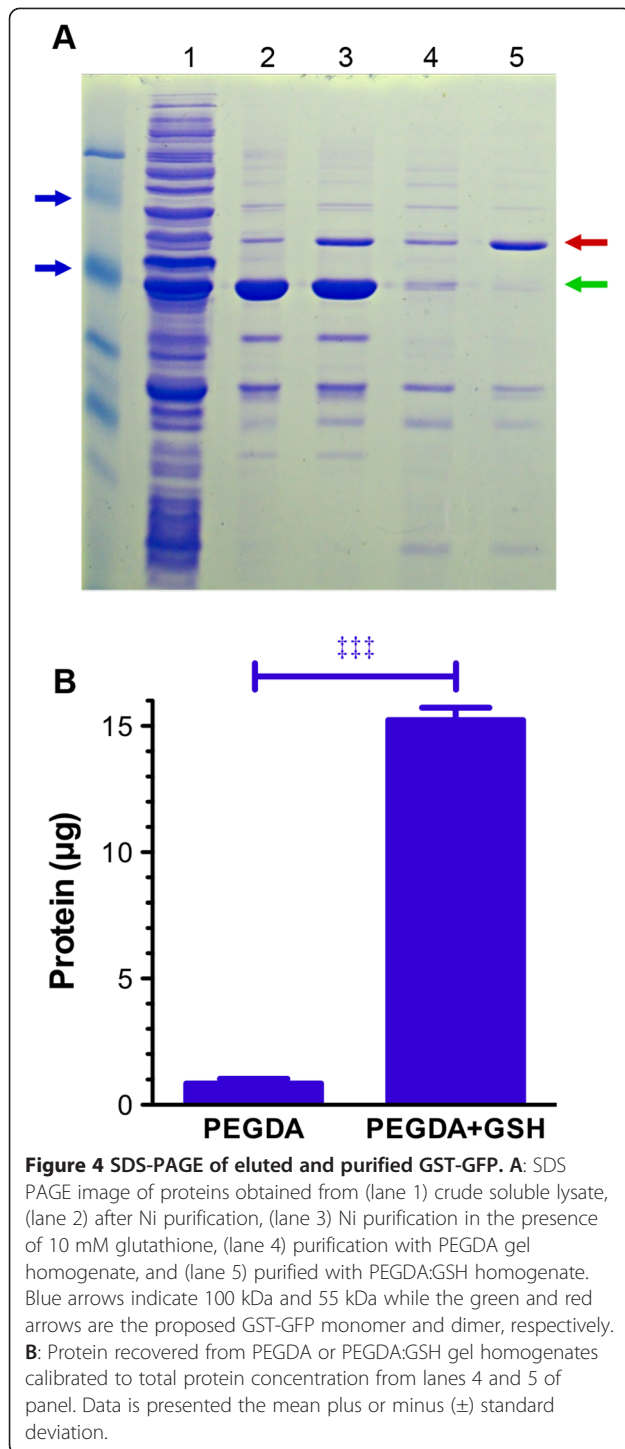 A
1 2 3 4 5
B
‡‡‡
Protein (µg)
15
10
5
0
PEGDA PEGDA+GSH
Figure 4 SDS-PAGE of eluted and purified GST-GFP. A: SDS
PAGE image of proteins obtained from (lane 1) crude soluble lysate,
(lane 2) after Ni purification, (lane 3) Ni purification in the presence
of 10 mM glutathione, (lane 4) purification with PEGDA gel
homogenate, and (lane 5) purified with PEGDA:GSH homogenate.
Blue arrows indicate 100 kDa and 55 kDa while the green and red
arrows are the proposed GST-GFP monomer and dimer, respectively.
B: Protein recovered from PEGDA or PEGDA:GSH gel homogenates
calibrated to total protein concentration from lanes 4 and 5 of
panel. Data is presented the mean plus or minus (±) standard
deviation.